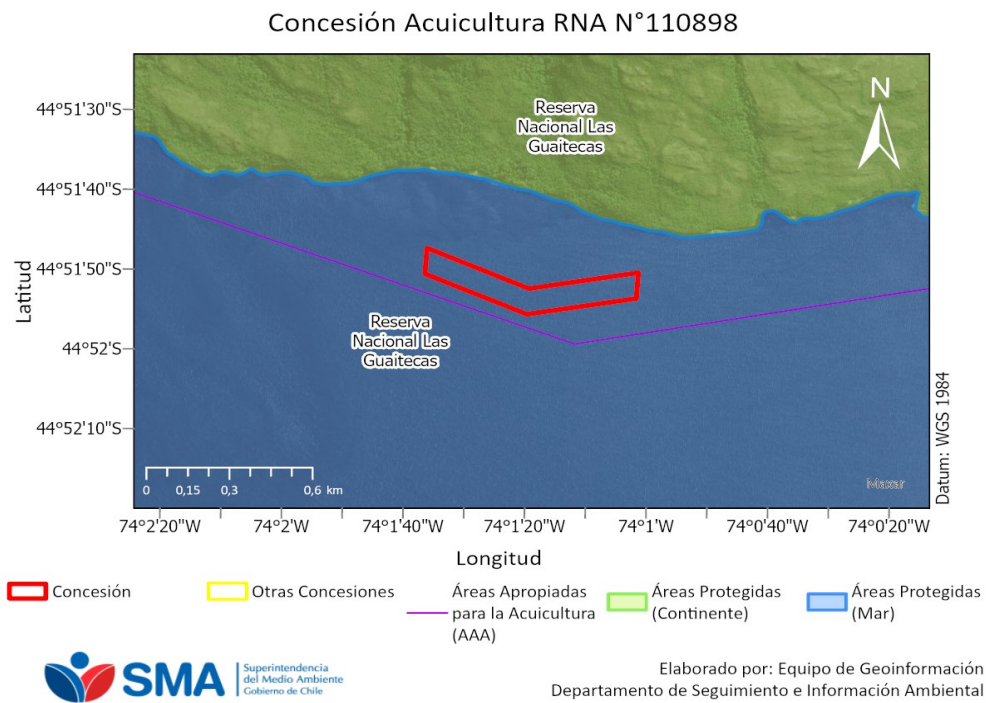 Concesión Acuicultura RNA N°110898
44°51'30"S
44°51'40"S
44°51'50"S
44°52'S
44°52'10"S
Latitud
Reserva
Nacional Las
Guaitecas
N
Reserva
Nacional Las
Guaitecas
0 0,15 0,3 0,6 km
Maxar
Datum: WGS 1984
74°2'20"W 74°2'W 74°1'40"W 74°1'20"W 74°1'W 74°0'40"W 74°0'20"W
Longitud
Concesión
Otras Concesiones
Áreas Apropiadas
para la Acuicultura
(AAA)
Áreas Protegidas
(Continente)
Áreas Protegidas
(Mar)
SMA
Superintendencia
del Medio Ambiente
Gobierno de Chile
Elaborado por: Equipo de Geoinformación
Departamento de Seguimiento e Información Ambiental